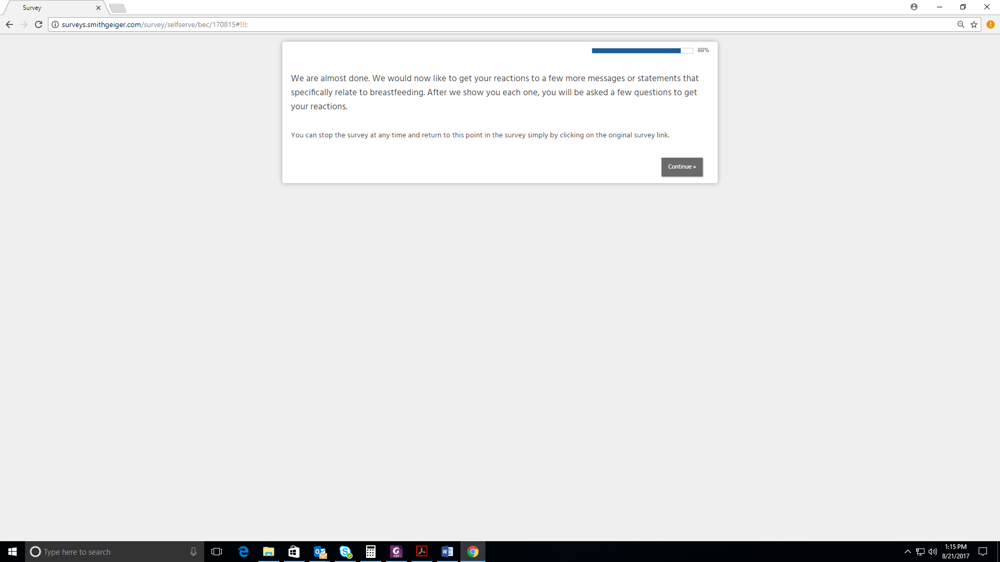 Survey
surveys.smithgeiger.com/survey/selfserve/bec/170815#!!!;
88%
We are almost done. We would now like to get your reactions to a few more messages or statements that
specifically relate to breastfeeding. After we show you each one, you will be asked a few questions to get
your reactions.
You can stop the survey at any time and return to this point in the survey simply by clicking on the original survey link.
Continue »
Type here to search
1:15 PM
8/21/2017